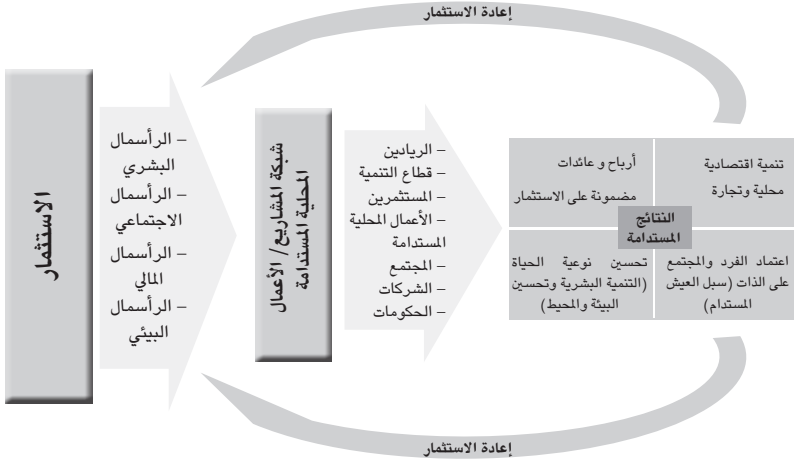 إعادة الاستثمار
الاستثمار
– الرأسمال
البشري
– الرأسمال
الاجتماعي
– الرأسمال
المالي
– الرأسمال
البيئي
شبكة المشاريع/ الأعمال
المحلية المستدامة
– الرياديين
– قطاع التنمية
– المستثمرين
– الأعمال المحلية
المستدامة
– المجتمع
– الشركات
– الحكومات
أرباح و عائدات
مضمونة على الاستثمار
تنمية اقتصادية
محلية وتجارة
النتائج
المستدامة
تحسين نوعية الحياة
(التنمية البشرية وتحسين
البيئة والمحيط)
اعتماد الفرد والمجتمع
على الذات (سبل العيش
المستدام)
إعادة الاستثمار